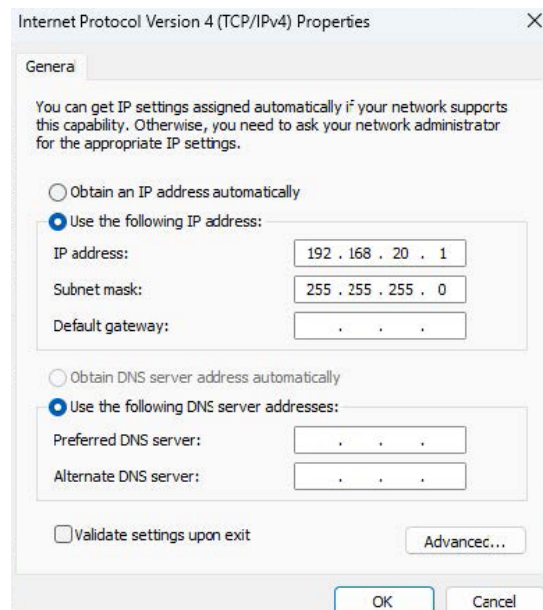 Internet Protocol Version 4 (TCP/IPv4) Properties
General
You can get IP settings assigned automatically if your network supports
this capability. Otherwise, you need to ask your network administrator
for the appropriate IP settings.
Obtain an IP address automatically
Use the following IP address:
IP address: 192 . 168 . 20 . 1
Subnet mask: 255 . 255 . 255 . 0
Default gateway: . . .
Obtain DNS server address automatically
Use the following DNS server addresses:
Preferred DNS server: . . .
Alternate DNS server: . . .
Validate settings upon exit
Advanced...
OK Cancel